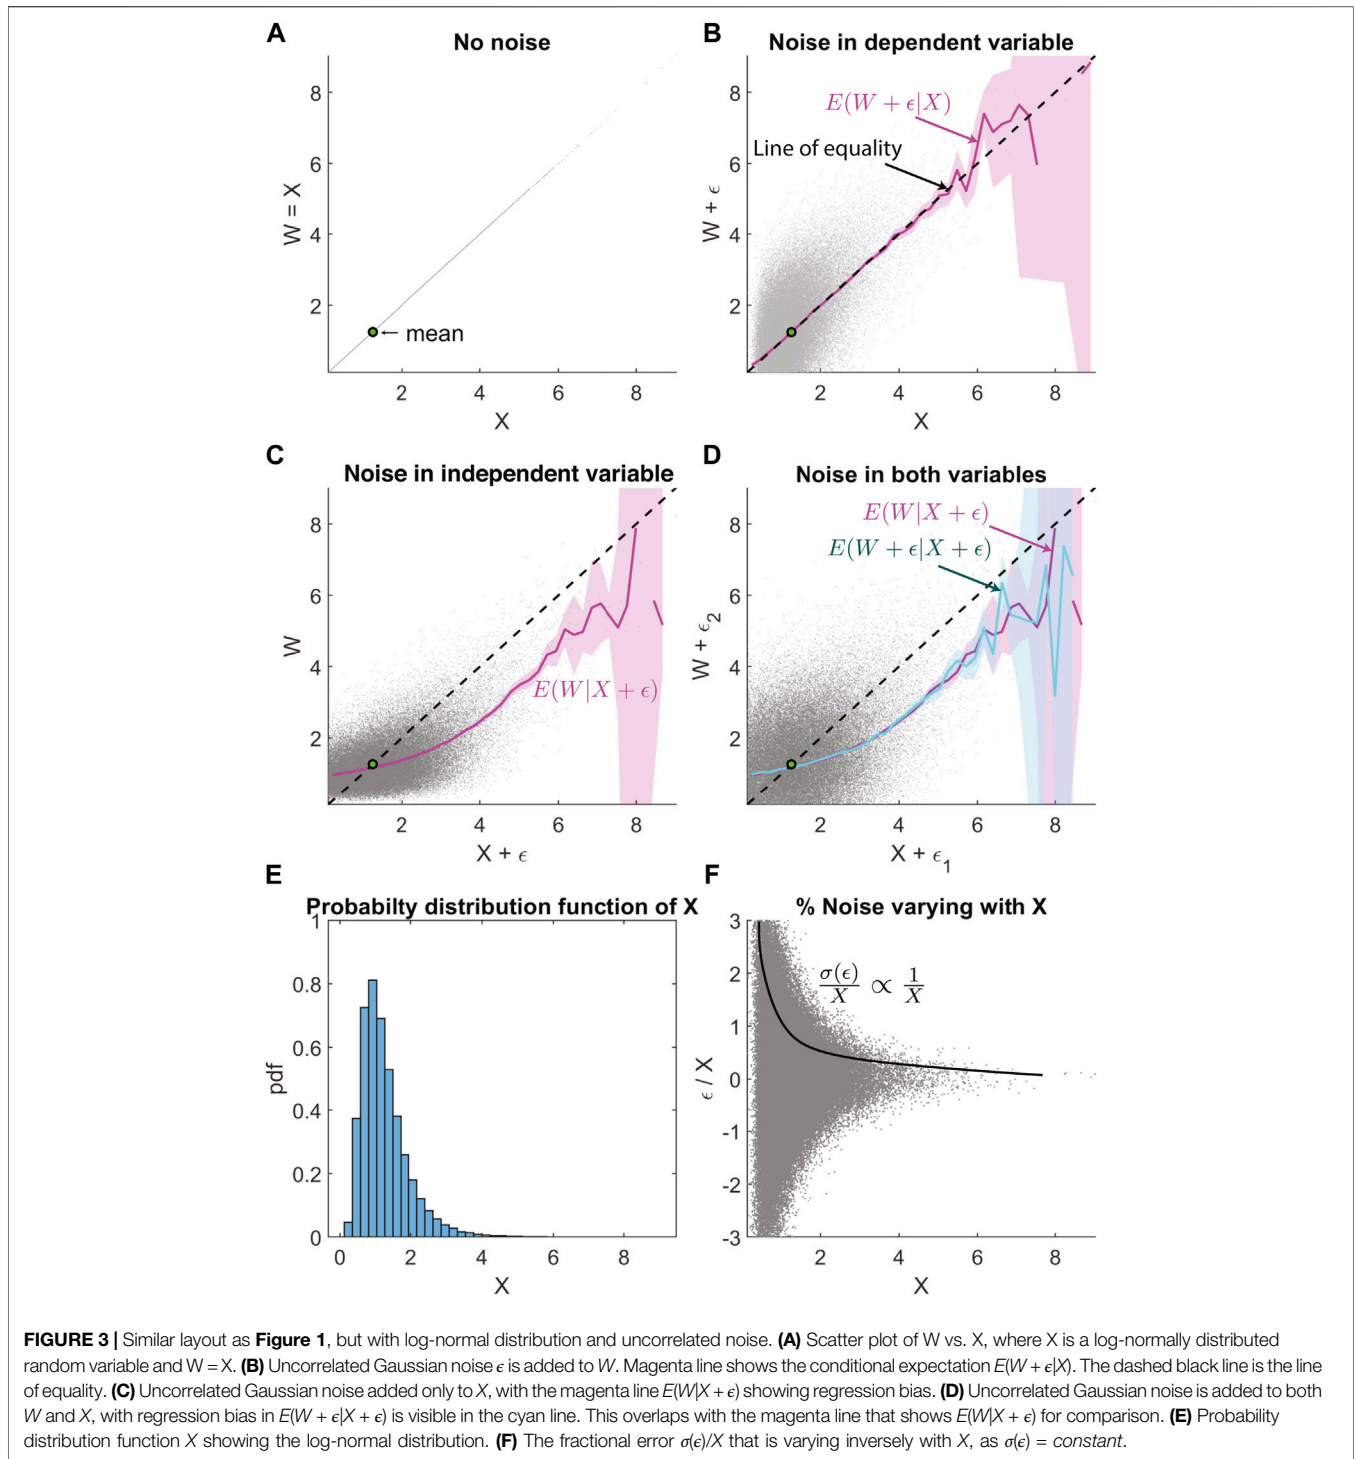 A
No noise
W = X
8
6
4
2
mean
2
4
6
8
X
B
Noise in dependent variable
W + ϵ
8
6
4
2
E(W + ϵ|X)
Line of equality
2
4
6
8
X
C
Noise in independent variable
W
8
6
4
2
E(W|X + ϵ)
2
4
6
8
X + ϵ
D
Noise in both variables
W + ϵ2
8
6
4
2
E(W|X + ϵ)
E(W + ϵ|X + ϵ)
2
4
6
8
X + ϵ1
E
Probabilty distribution function of X
pdf
1
0.8
0.6
0.4
0.2
0
0
2
4
6
8
X
F
% Noise varying with X
ϵ / X
3
2
1
0
-1
-2
-3
σ(ϵ)/X ∝ 1/X
2
4
6
8
X
FIGURE 3 | Similar layout as Figure 1, but with log-normal distribution and uncorrelated noise. (A) Scatter plot of W vs. X, where X is a log-normally distributed
random variable and W = X. (B) Uncorrelated Gaussian noise ϵ is added to W. Magenta line shows the conditional expectation E(W + ϵ|X). The dashed black line is the line
of equality. (C) Uncorrelated Gaussian noise added only to X, with the magenta line E(W|X + ϵ) showing regression bias. (D) Uncorrelated Gaussian noise is added to both
W and X, with regression bias in E(W + ϵ|X + ϵ) is visible in the cyan line. This overlaps with the magenta line that shows E(W|X + ϵ) for comparison. (E) Probability
distribution function X showing the log-normal distribution. (F) The fractional error σ(ϵ)/X that is varying inversely with X, as σ(ϵ) = constant.